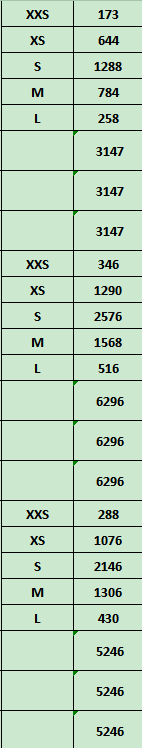 XXS 173
XS 644
S 1288
M 784
L 258
3147
3147
3147
XXS 346
XS 1290
S 2576
M 1568
L 516
6296
6296
6296
XXS 288
XS 1076
S 2146
M 1306
L 430
5246
5246
5246